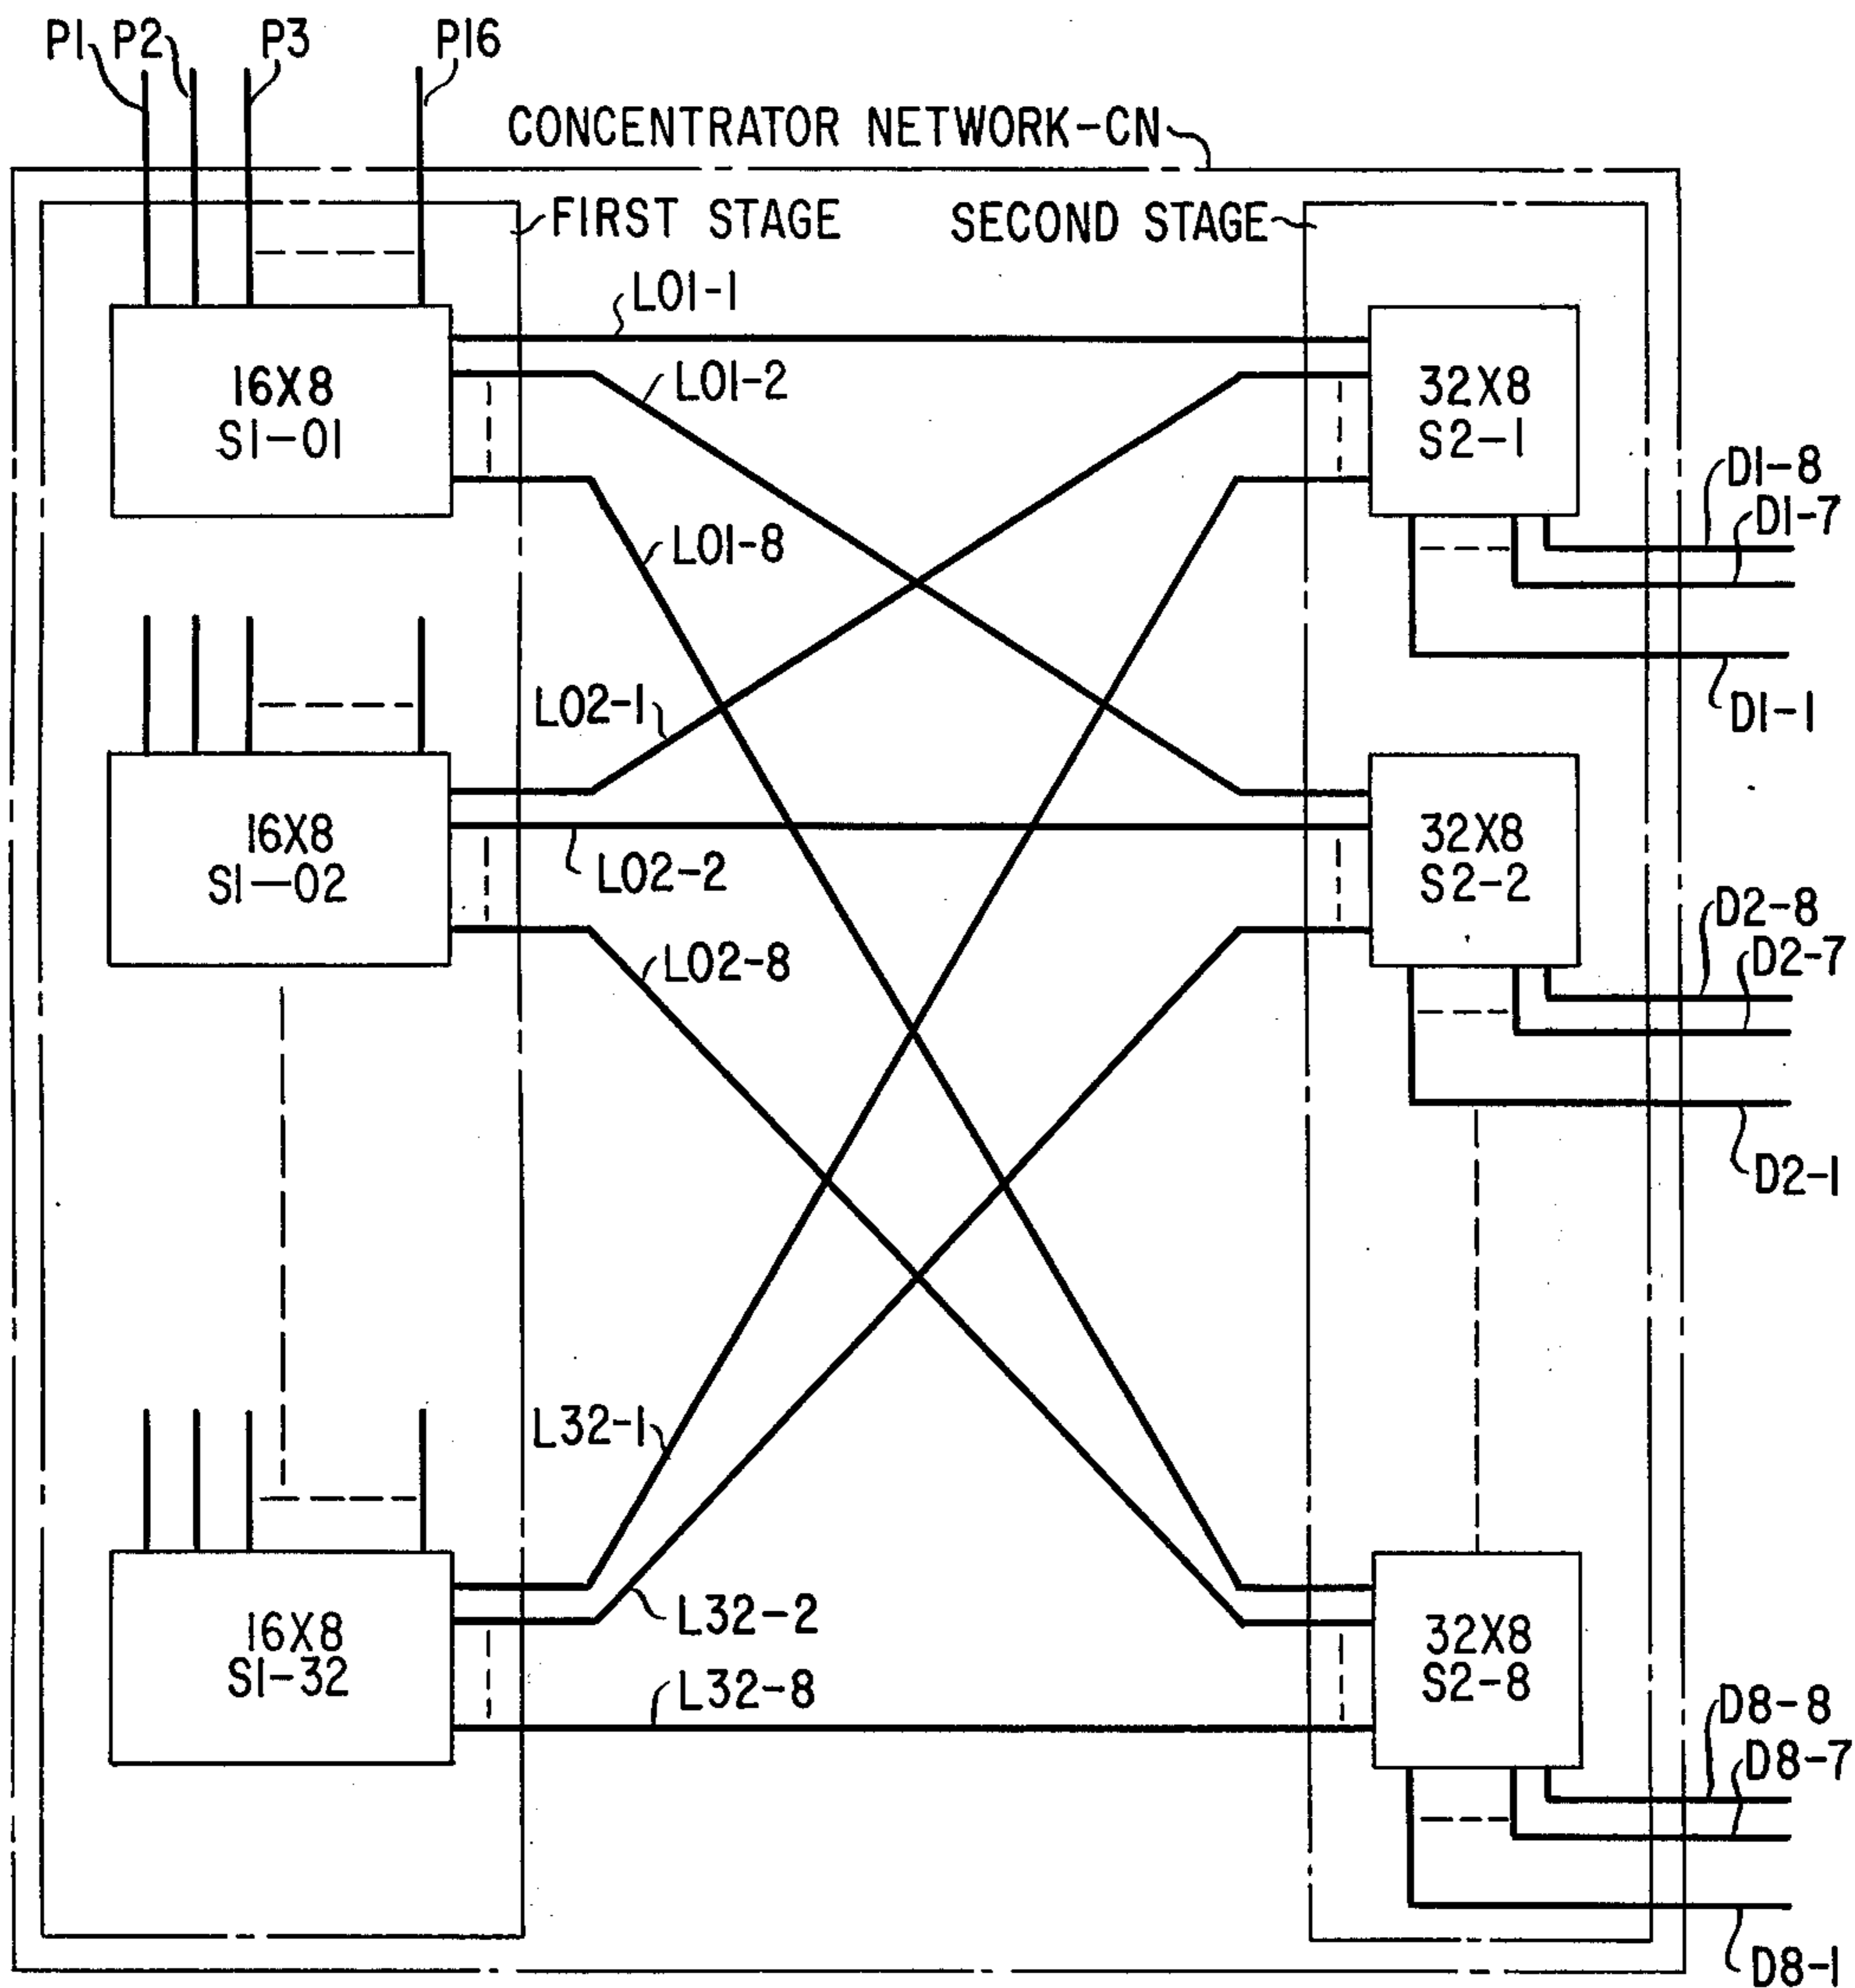 P1 P2 P3 P16
CONCENTRATOR NETWORK-CN
FIRST STAGE
SECOND STAGE
L01-1
16X8
S1-01
L01-2
32X8
S2-1
D1-8
D1-7
L01-8
L02-1
D1-1
16X8
S1-02
L02-2
32X8
S2-2
D2-8
D2-7
L02-8
D2-1
L32-1
16X8
S1-32
L32-2
L32-8
32X8
S2-8
D8-8
D8-7
D8-1